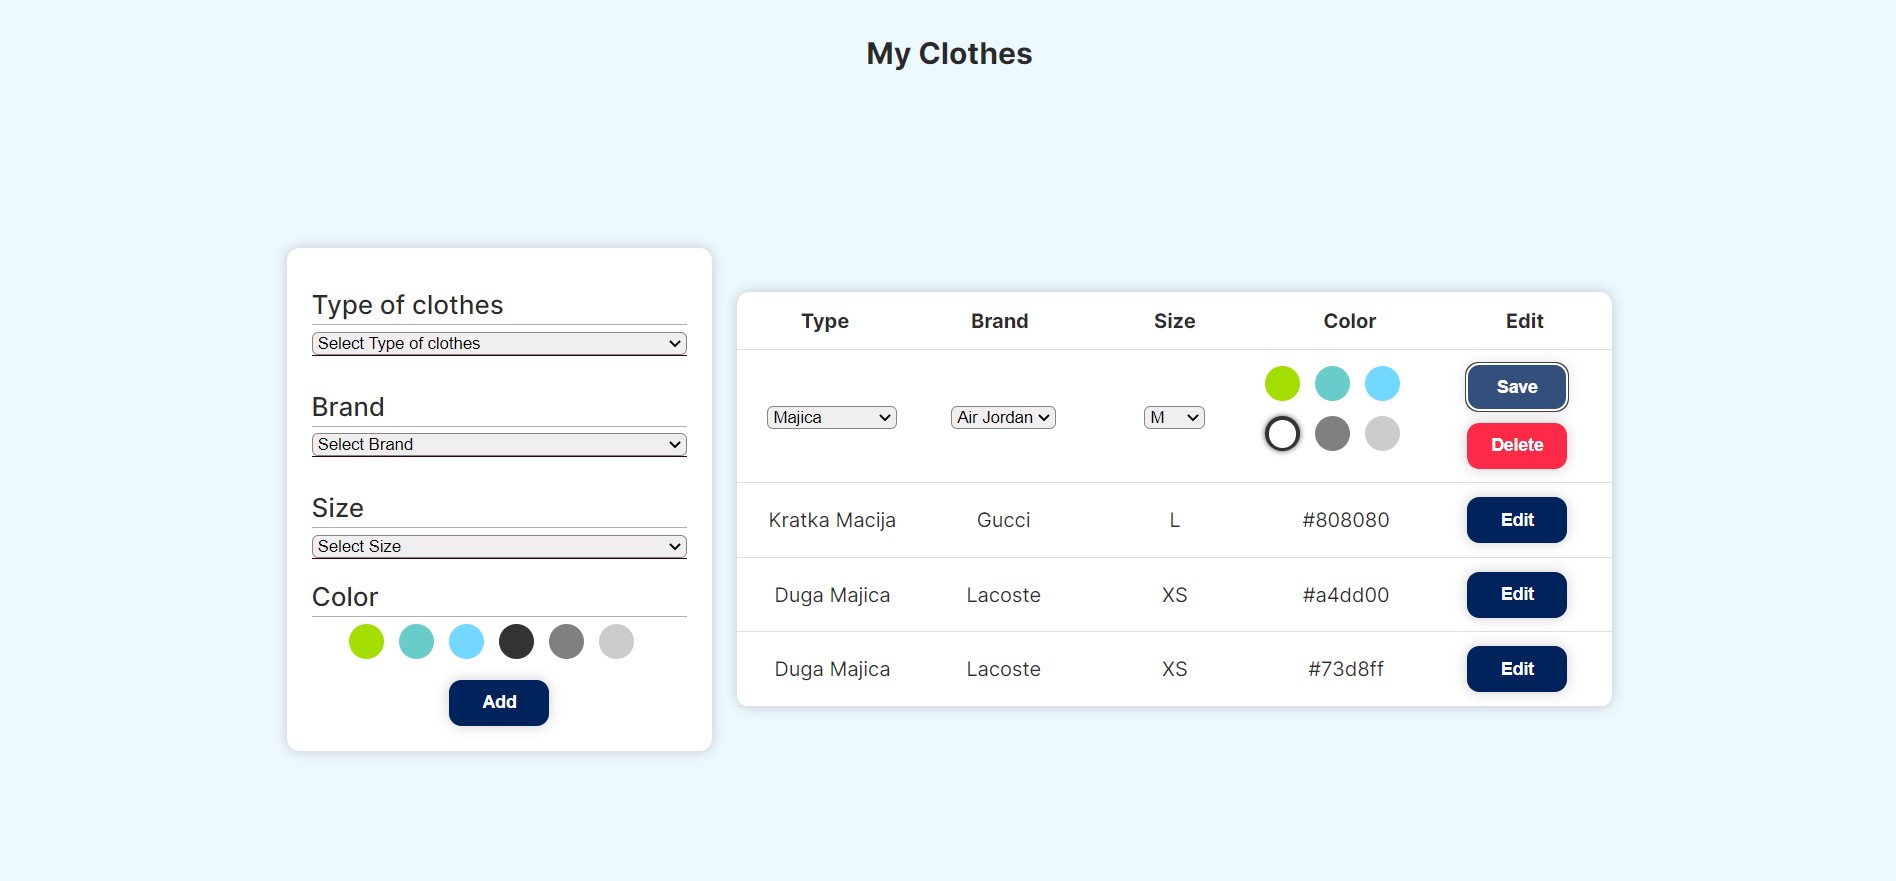 My Clothes
Type of clothes
Select Type of clothes
Brand
Select Brand
Size
Select Size
Color
Add
Type Brand Size Color Edit
Majica Air Jordan M Save
Delete
Kratka Macija Gucci L #808080 Edit
Duga Majica Lacoste XS #a4dd00 Edit
Duga Majica Lacoste XS #73d8ff Edit